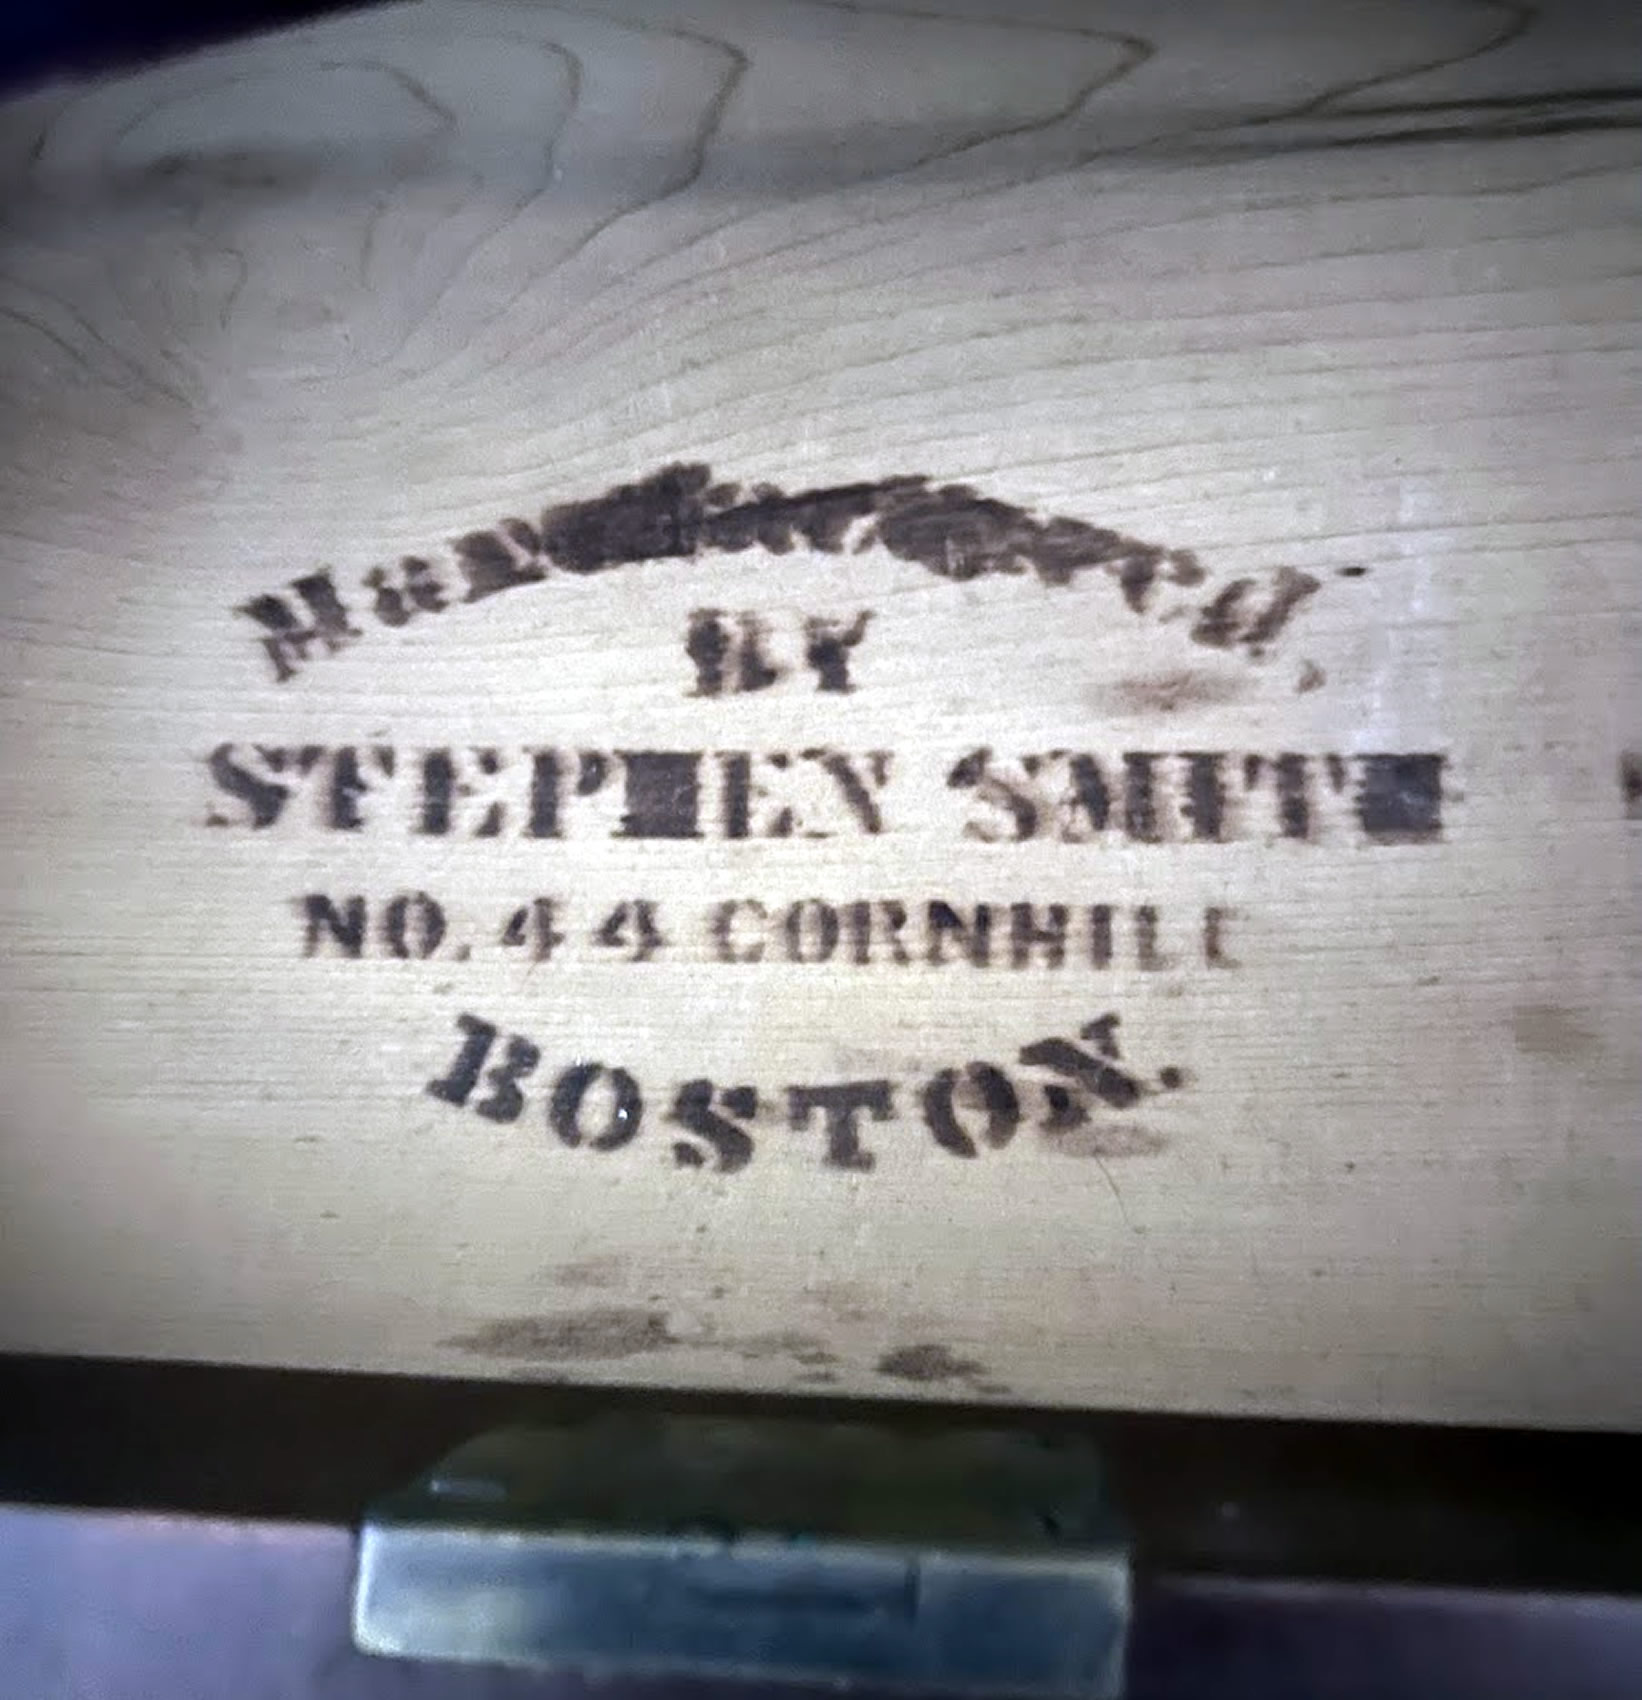 Manufactured
BY
STEPHEN SMITH
NO. 44 CORNHILL
BOSTON.